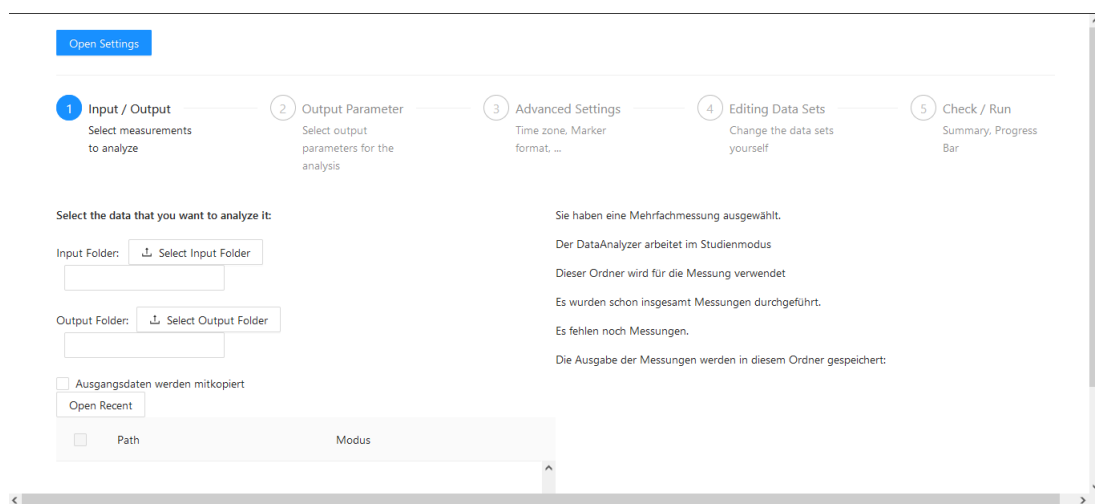 Open Settings
1 Input / Output
Select measurements
to analyze
2 Output Parameter
Select output
parameters for the
analysis
3 Advanced Settings
Time zone, Marker
format, ...
4 Editing Data Sets
Change the data sets
yourself
5 Check / Run
Summary, Progress
Bar
Select the data that you want to analyze it:
Input Folder: Select Input Folder
Output Folder: Select Output Folder
Ausgangsdaten werden mitkopiert
Open Recent
Path Modus
Sie haben eine Mehrfachmessung ausgewählt.
Der DataAnalyzer arbeitet im Studienmodus
Dieser Ordner wird für die Messung verwendet
Es wurden schon insgesamt Messungen durchgeführt.
Es fehlen noch Messungen.
Die Ausgabe der Messungen werden in diesem Ordner gespeichert: